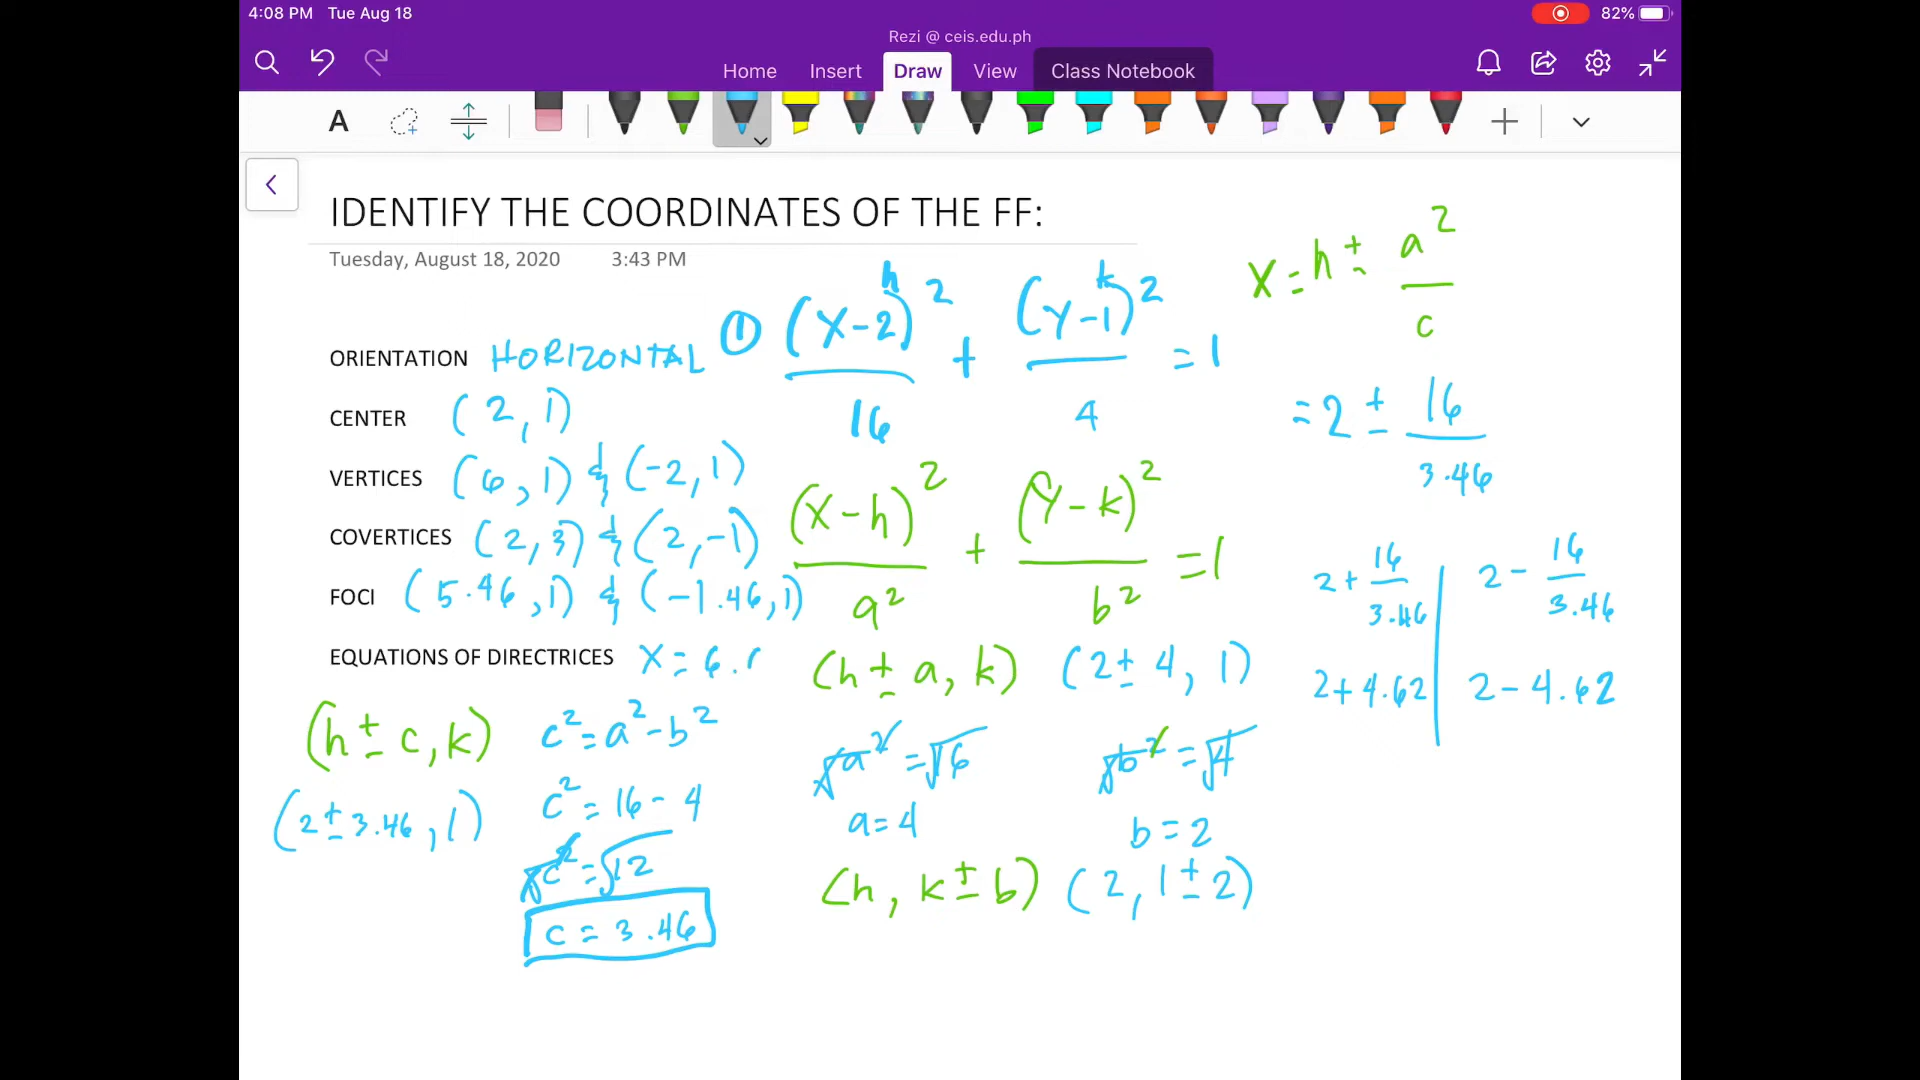 4:08 PM Tue Aug 18
82%
Rezi @ ceis.edu.ph
Home Insert Draw View Class Notebook
A
IDENTIFY THE COORDINATES OF THE FF:
Tuesday, August 18, 2020 3:43 PM
ORIENTATION HORIZONTAL
CENTER (2, 1)
VERTICES (6, 1) & (-2, 1)
COVERTICES (2, 3) & (2, -1)
FOCI (5.46, 1) & (-1.46, 1)
EQUATIONS OF DIRECTRICES X = 6.
(h ± c, k)
(2 ± 3.46, 1)
c² = a² - b²
c² = 16 - 4
√c² = √12
c = 3.46
① (X-2)² / 16 + (Y-1)² / 4 = 1
h k
(X-h)² / a² + (Y-k)² / b² = 1
(h ± a, k) (2 ± 4, 1)
√a² = √16 √b² = √4
a = 4 b = 2
(h, k ± b) (2, 1 ± 2)
X = h ± a² / c
= 2 ± 16 / 3.46
2 + 16 / 3.46 2 - 16 / 3.46
2 + 4.62 2 - 4.62